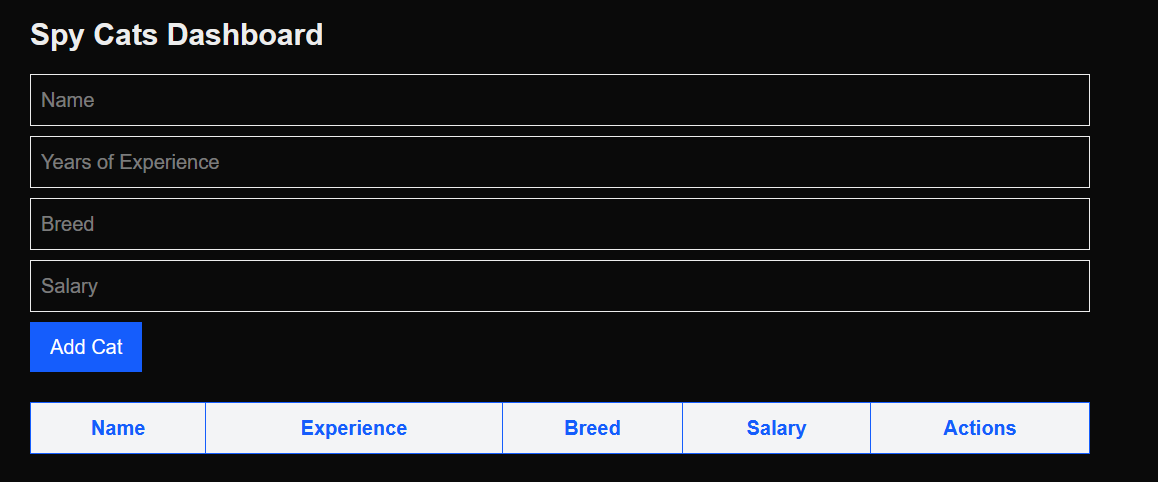 Spy Cats Dashboard
Name
Years of Experience
Breed
Salary
Add Cat
Name Experience Breed Salary Actions